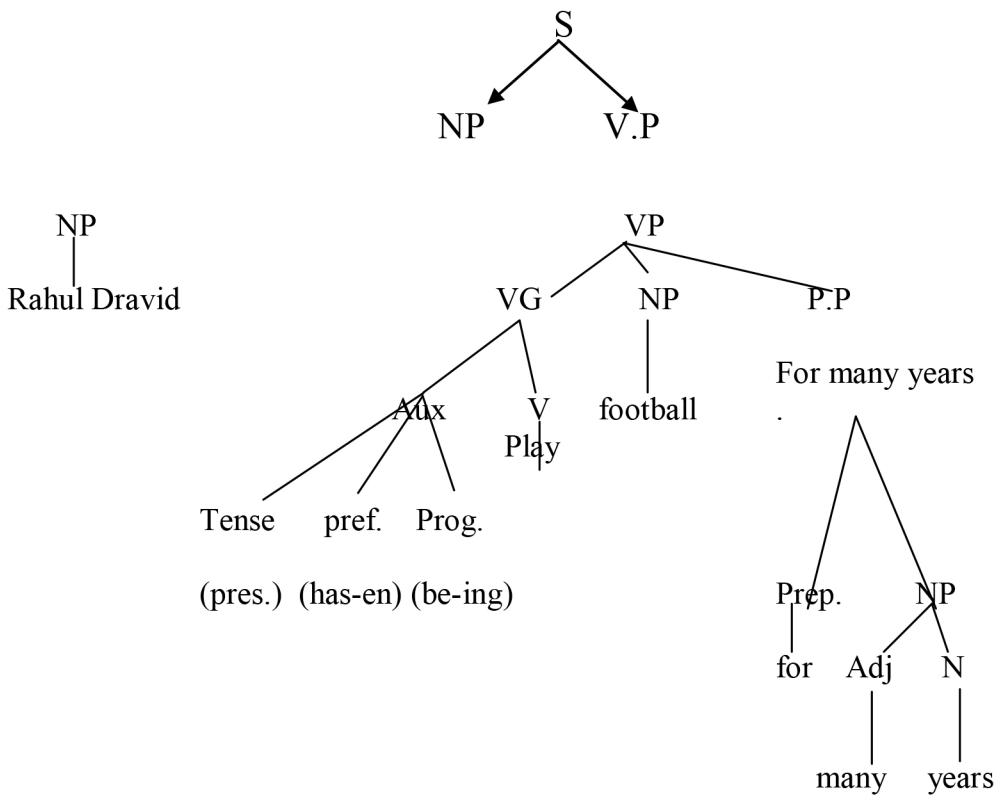 S
NP V.P
NP VP
Rahul Dravid VG NP P.P
For many years
Aux V football .
Play
Tense pref. Prog.
(pres.) (has-en) (be-ing) Prep. NP
for Adj N
many years